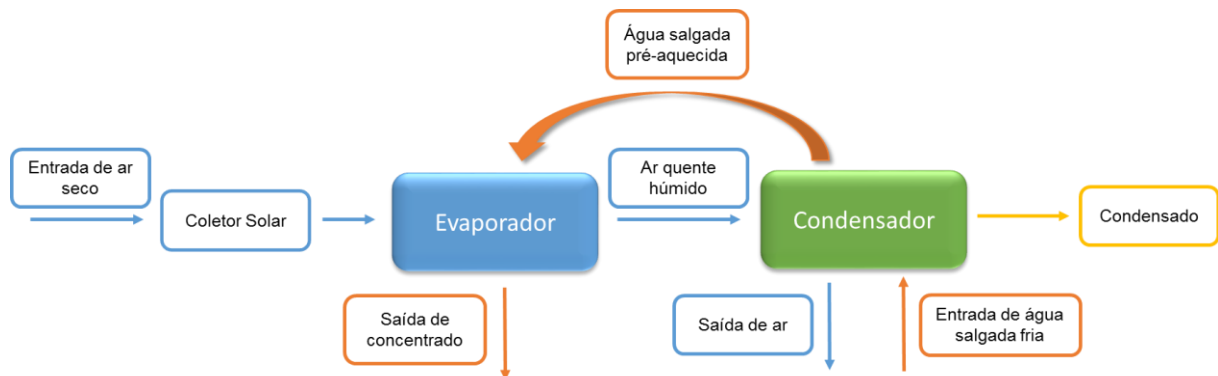 Água salgada
pré-aquecida
Entrada de ar
seco
Coletor Solar
Evaporador
Ar quente
húmido
Condensador
Condensado
Saída de
concentrado
Saída de ar
Entrada de água
salgada fria